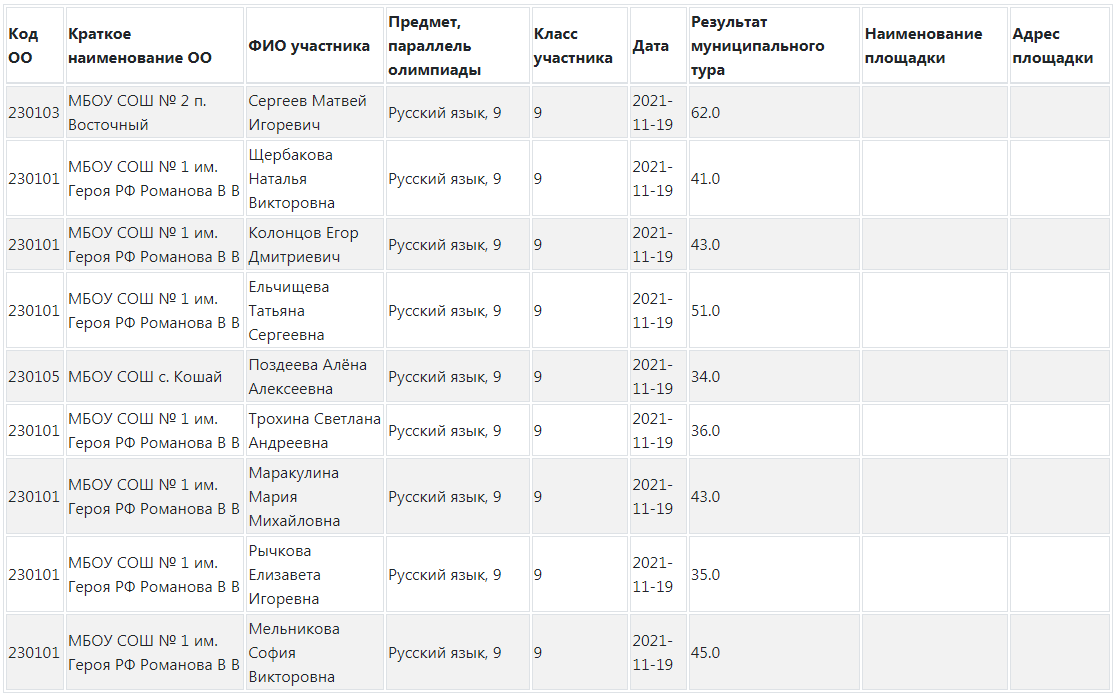 Код ОО
Краткое наименование ОО
ФИО участника
Предмет, параллель олимпиады
Класс участника
Дата
Результат муниципального тура
Наименование площадки
Адрес площадки
230103
МБОУ СОШ № 2 п. Восточный
Сергеев Матвей Игоревич
Русский язык, 9
9
2021-11-19
62.0
230101
МБОУ СОШ № 1 им. Героя РФ Романова В В
Щербакова Наталья Викторовна
Русский язык, 9
9
2021-11-19
41.0
230101
МБОУ СОШ № 1 им. Героя РФ Романова В В
Колонцов Егор Дмитриевич
Русский язык, 9
9
2021-11-19
43.0
230101
МБОУ СОШ № 1 им. Героя РФ Романова В В
Ельчищева Татьяна Сергеевна
Русский язык, 9
9
2021-11-19
51.0
230105
МБОУ СОШ с. Кошай
Поздеева Алёна Алексеевна
Русский язык, 9
9
2021-11-19
34.0
230101
МБОУ СОШ № 1 им. Героя РФ Романова В В
Трохина Светлана Андреевна
Русский язык, 9
9
2021-11-19
36.0
230101
МБОУ СОШ № 1 им. Героя РФ Романова В В
Маракулина Мария Михайловна
Русский язык, 9
9
2021-11-19
43.0
230101
МБОУ СОШ № 1 им. Героя РФ Романова В В
Рычкова Елизавета Игоревна
Русский язык, 9
9
2021-11-19
35.0
230101
МБОУ СОШ № 1 им. Героя РФ Романова В В
Мельникова София Викторовна
Русский язык, 9
9
2021-11-19
45.0